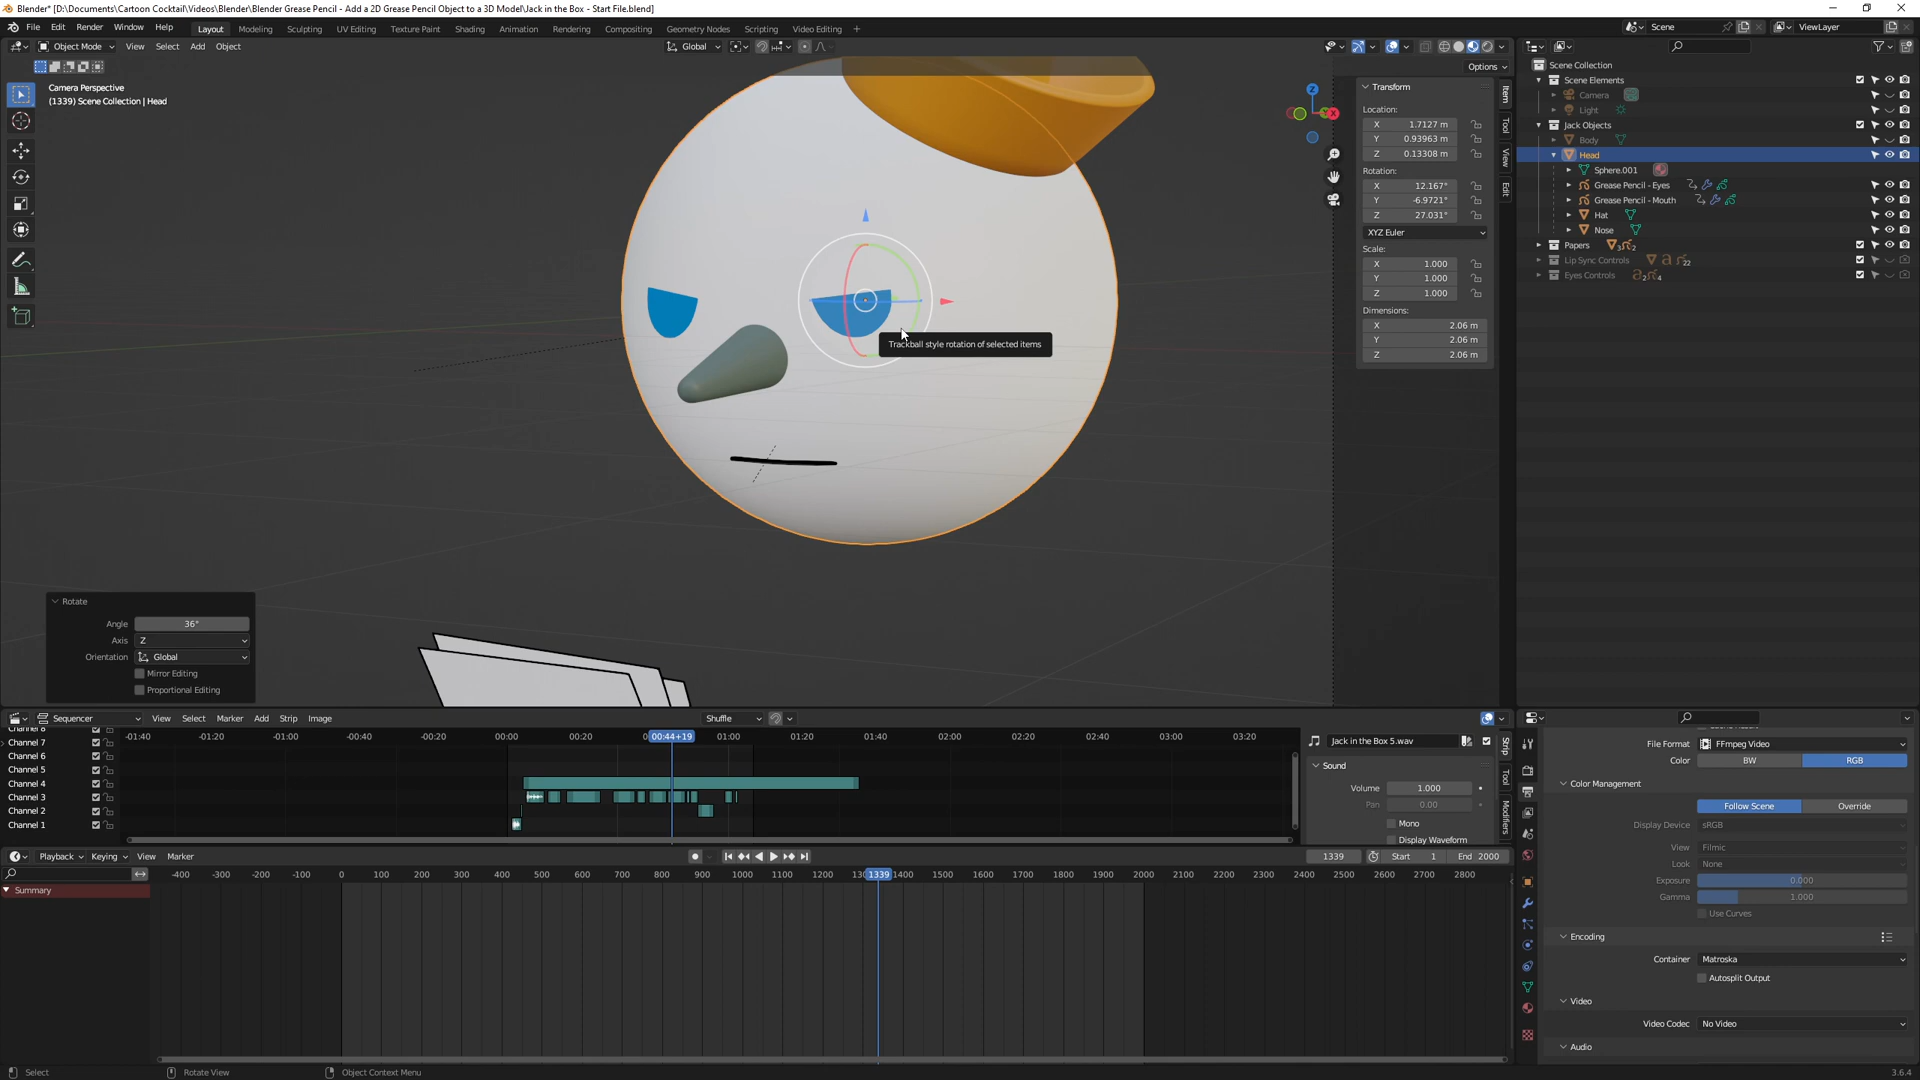 Blender* [D:\Documents\Cartoon Cocktail\Videos\Blender\Blender Grease Pencil - Add a 2D Grease Pencil Object to a 3D Model\Jack in the Box - Start File.blend]
File Edit Render Window Help Layout Modeling Sculpting UV Editing Texture Paint Shading Animation Rendering Compositing Geometry Nodes Scripting Video Editing + Scene ViewLayer
Object Mode View Select Add Object Global
Options
Camera Perspective
(1339) Scene Collection | Head
Z
Y
X
Transform
Location:
X 1.7127 m
Y 0.93963 m
Z 0.13308 m
Rotation:
X 12.167°
Y -6.9721°
Z 27.031°
XYZ Euler
Scale:
X 1.000
Y 1.000
Z 1.000
Dimensions:
X 2.06 m
Y 2.06 m
Z 2.06 m
Item
Tool
View
Edit
Scene Collection
Scene Elements
Camera
Light
Jack Objects
Body
Head
Sphere.001
Grease Pencil - Eyes
Grease Pencil - Mouth
Hat
Nose
Papers 3 2
Lip Sync Controls 22
Eyes Controls 2 4
Trackball style rotation of selected items
Rotate
Angle 36°
Axis Z
Orientation Global
Mirror Editing
Proportional Editing
Sequencer View Select Marker Add Strip Image Shuffle
-01:40 -01:20 -01:00 -00:40 -00:20 00:00 00:20 00:44+19 01:00 01:20 01:40 02:00 02:20 02:40 03:00 03:20
Channel 8
Channel 7
Channel 6
Channel 5
Channel 4
Channel 3
Channel 2
Channel 1
Jack in the Box 5.wav
Sound
Volume 1.000
Pan 0.00
Mono
Display Waveform
Strip
Tool
Modifiers
Playback Keying View Marker 1339 Start 1 End 2000
-400 -300 -200 -100 0 100 200 300 400 500 600 700 800 900 1000 1100 1200 1339 1400 1500 1600 1700 1800 1900 2000 2100 2200 2300 2400 2500 2600 2700 2800
Summary
File Format FFmpeg Video
Color BW RGB
Color Management
Follow Scene Override
Display Device sRGB
View Filmic
Look None
Exposure 0.000
Gamma 1.000
Use Curves
Encoding
Container Matroska
Autosplit Output
Video
Video Codec No Video
Audio
Select Rotate View Object Context Menu 3.6.4